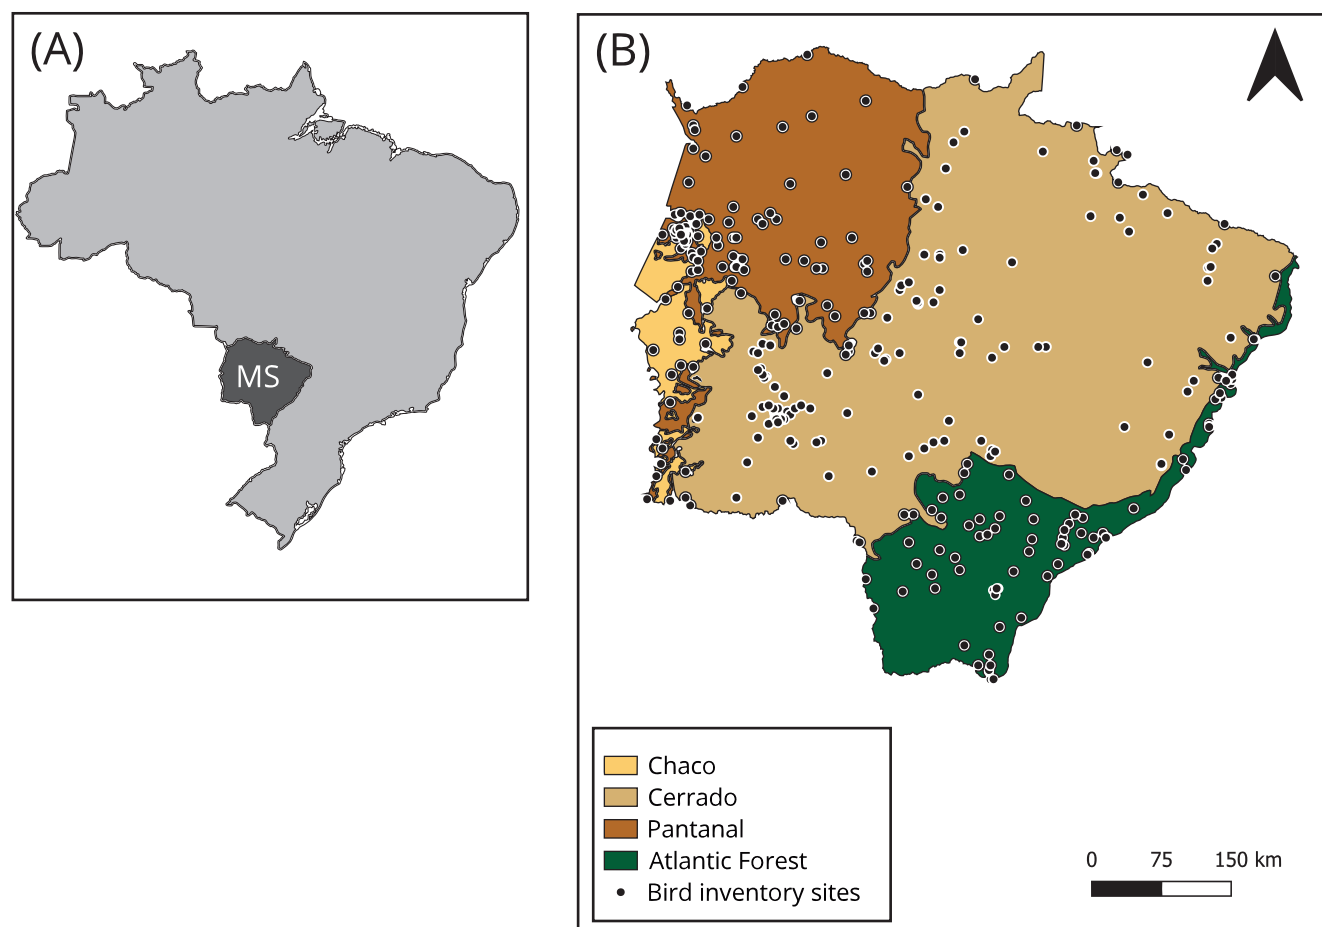 (A)
MS
(B)
Chaco
Cerrado
Pantanal
Atlantic Forest
Bird inventory sites
0 75 150 km